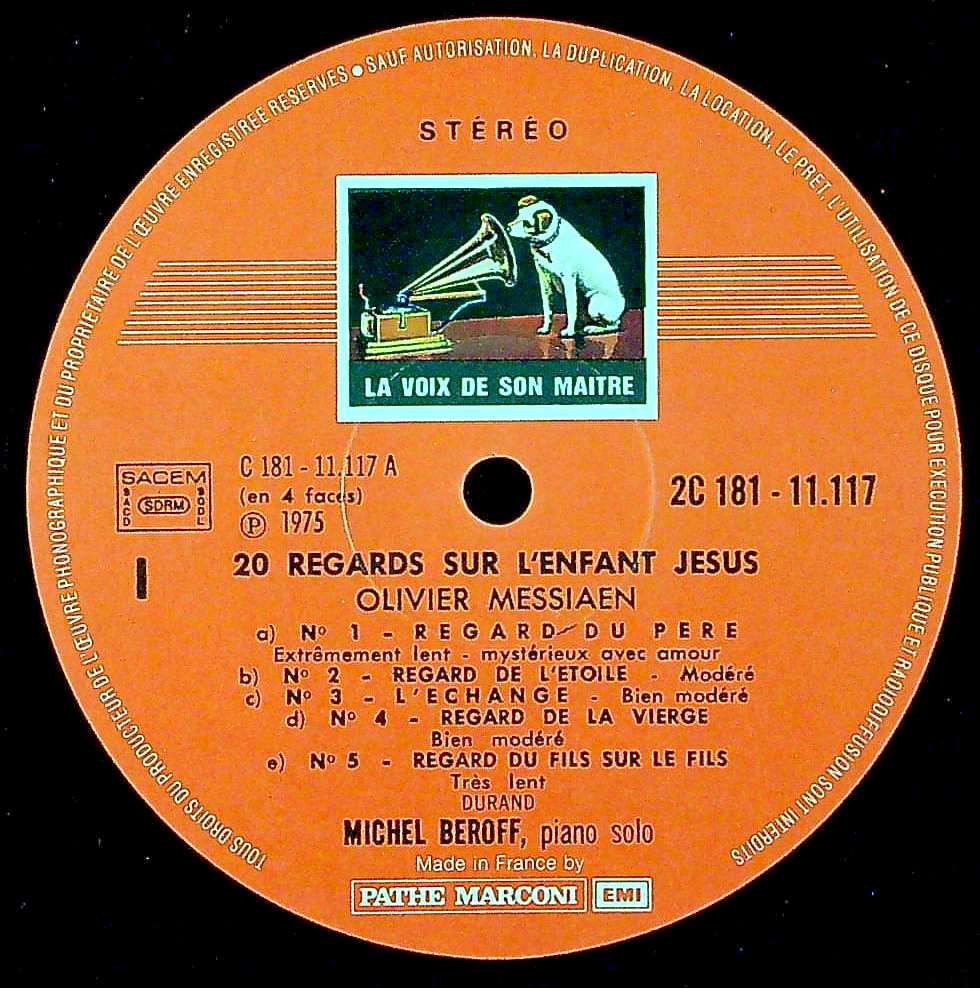 TOUS DROITS DU PRODUCTEUR DE L'ŒUVRE PHONOGRAPHIQUE ET DU PROPRIETAIRE DE L'ŒUVRE ENREGISTREE RESERVES ● SAUF AUTORISATION, LA DUPLICATION, LA LOCATION, LE PRET, L'UTILISATION DE CE DISQUE POUR EXECUTION PUBLIQUE ET RADIODIFFUSION SONT INTERDITS
STÉRÉO
LA VOIX DE SON MAITRE
SACEM
SACD SDRM SGDL
C 181 - 11.117 A
(en 4 faces)
℗ 1975
2C 181 - 11.117
I
20 REGARDS SUR L'ENFANT JESUS
OLIVIER MESSIAEN
a) Nº 1 - REGARD DU PERE
Extrêmement lent - mystérieux avec amour
b) Nº 2 - REGARD DE L'ETOILE - Modéré
c) Nº 3 - L'ECHANGE - Bien modéré
d) Nº 4 - REGARD DE LA VIERGE
Bien modéré
e) Nº 5 - REGARD DU FILS SUR LE FILS
Très lent
DURAND
MICHEL BEROFF, piano solo
Made in France by
PATHE MARCONI EMI